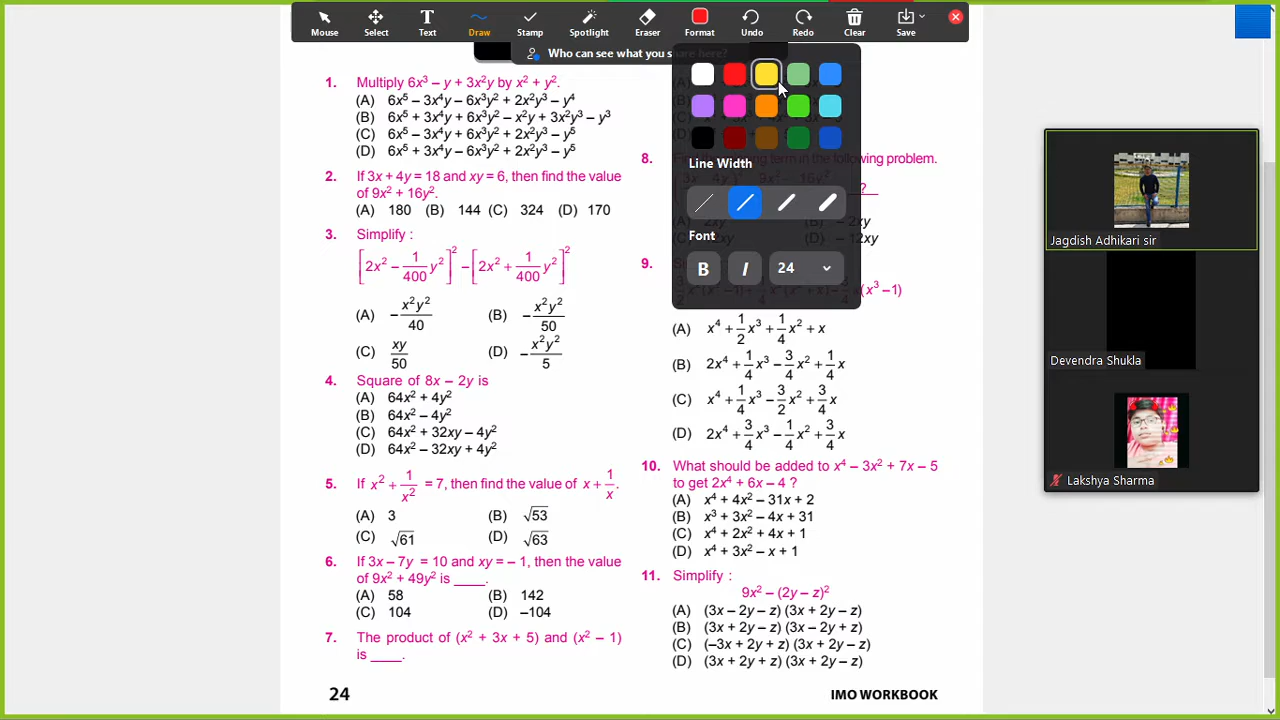 Mouse Select Text Draw Stamp Spotlight Eraser Format Undo Redo Clear Save
Who can see what you share here?
Line Width
Font
B I 24
1. Multiply 6x³ – y + 3x²y by x² + y².
(A) 6x⁵ – 3x⁴y – 6x³y² + 2x²y³ – y⁴
(B) 6x⁵ + 3x⁴y + 6x³y² – x²y + 3x²y³ – y³
(C) 6x⁵ – 3x⁴y + 6x³y² + 2x²y³ – y⁵
(D) 6x⁵ + 3x⁴y – 6x³y² + 2x²y³ – y⁵
2. If 3x + 4y = 18 and xy = 6, then find the value
of 9x² + 16y².
(A) 180 (B) 144 (C) 324 (D) 170
3. Simplify :
[2x² – 1/400 y²]² – [2x² + 1/400 y²]²
(A) – x²y²/40 (B) – x²y²/50
(C) xy/50 (D) – x²y²/5
4. Square of 8x – 2y is
(A) 64x² + 4y²
(B) 64x² – 4y²
(C) 64x² + 32xy – 4y²
(D) 64x² – 32xy + 4y²
5. If x² + 1/x² = 7, then find the value of x + 1/x.
(A) 3 (B) √53
(C) √61 (D) √63
6. If 3x – 7y = 10 and xy = – 1, then the value
of 9x² + 49y² is ____.
(A) 58 (B) 142
(C) 104 (D) –104
7. The product of (x² + 3x + 5) and (x² – 1)
is ____.
8. term in the following problem.
?
2xy
(D) – 12xy
9.
(x³ – 1)
(A) x⁴ + 1/2 x³ + 1/4 x² + x
(B) 2x⁴ + 1/4 x³ – 3/4 x² + 1/4 x
(C) x⁴ + 1/4 x³ – 3/2 x² + 3/4 x
(D) 2x⁴ + 3/4 x³ – 1/4 x² + 3/4 x
10. What should be added to x⁴ – 3x² + 7x – 5
to get 2x⁴ + 6x – 4 ?
(A) x⁴ + 4x² – 31x + 2
(B) x³ + 3x² – 4x + 31
(C) x⁴ + 2x² + 4x + 1
(D) x⁴ + 3x² – x + 1
11. Simplify :
9x² – (2y – z)²
(A) (3x – 2y – z) (3x + 2y – z)
(B) (3x + 2y – z) (3x – 2y + z)
(C) (–3x + 2y + z) (3x + 2y – z)
(D) (3x + 2y + z) (3x + 2y – z)
24 IMO WORKBOOK
Jagdish Adhikari sir
Devendra Shukla
Lakshya Sharma